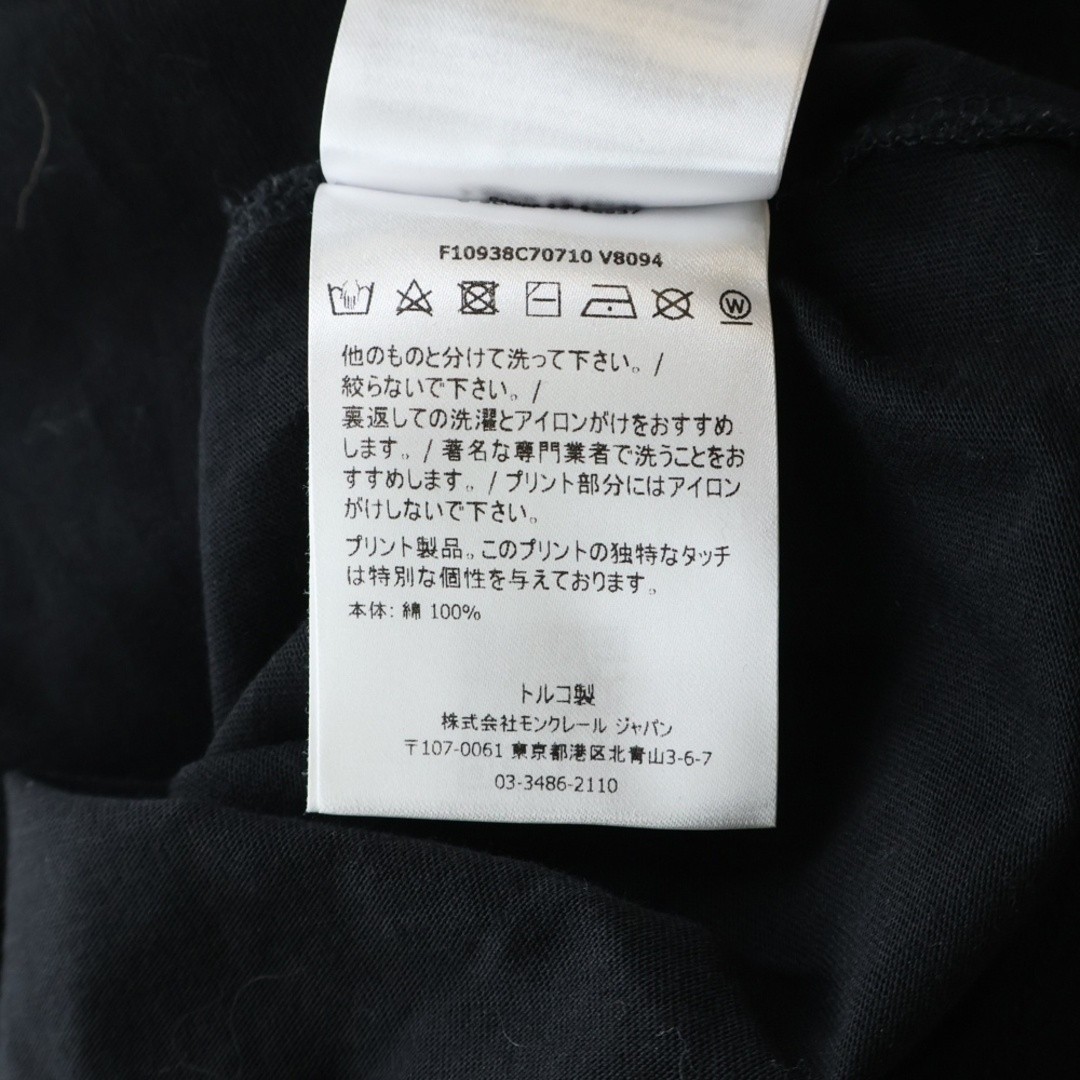 F10938C70710 V8094
W
他のものと分けて洗って下さい。/
絞らないで下さい。/
裏返しての洗濯とアイロンがけをおすすめ
します。/ 著名な専門業者で洗うことをお
すすめします。/ プリント部分にはアイロン
がけしないで下さい。
プリント製品。このプリントの独特なタッチ
は特別な個性を与えております。
本体: 綿 100%
トルコ製
株式会社モンクレール ジャパン
〒107-0061 東京都港区北青山3-6-7
03-3486-2110